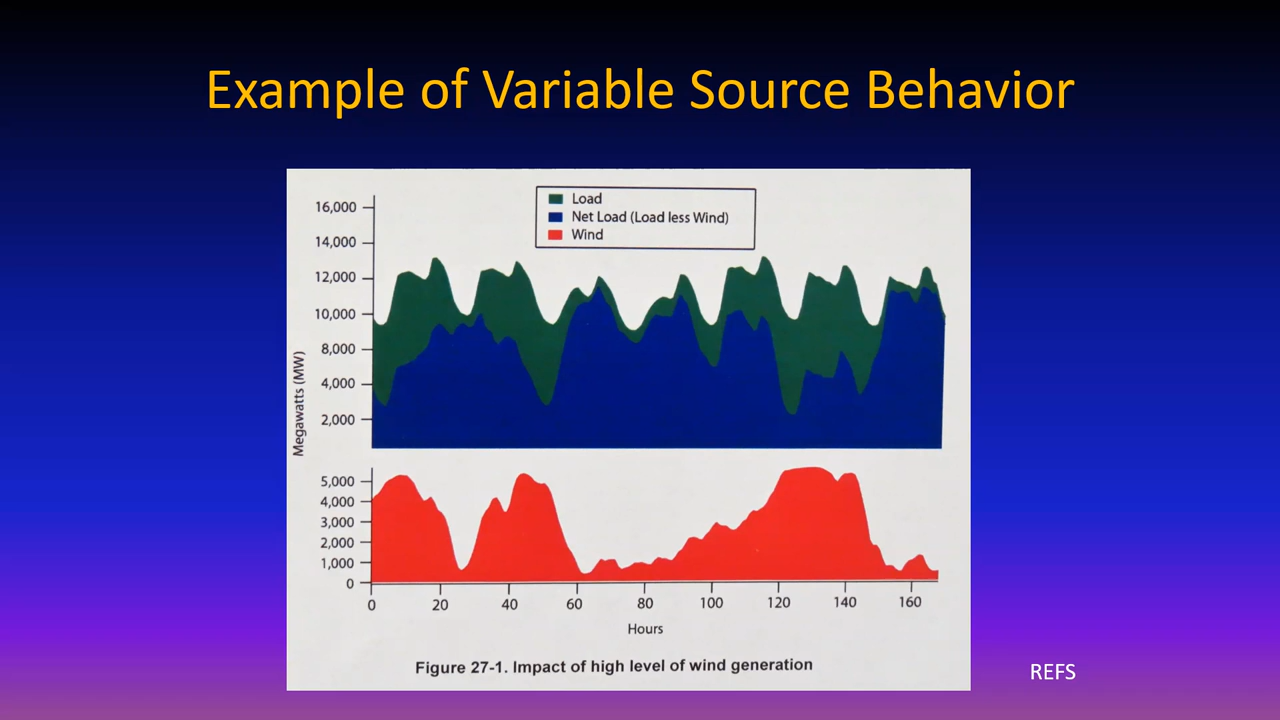 Example of Variable Source Behavior
Load
Net Load (Load less Wind)
Wind
16,000
14,000
12,000
10,000
8,000
4,000
2,000
Megawatts (MW)
5,000
4,000
3,000
2,000
1,000
0
0 20 40 60 80 100 120 140 160
Hours
Figure 27-1. Impact of high level of wind generation
REFS